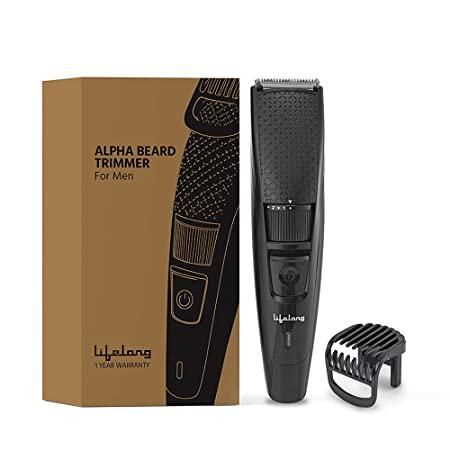 ALPHA BEARD
TRIMMER
For Men
Lifelong
1 YEAR WARRANTY
Lifelong